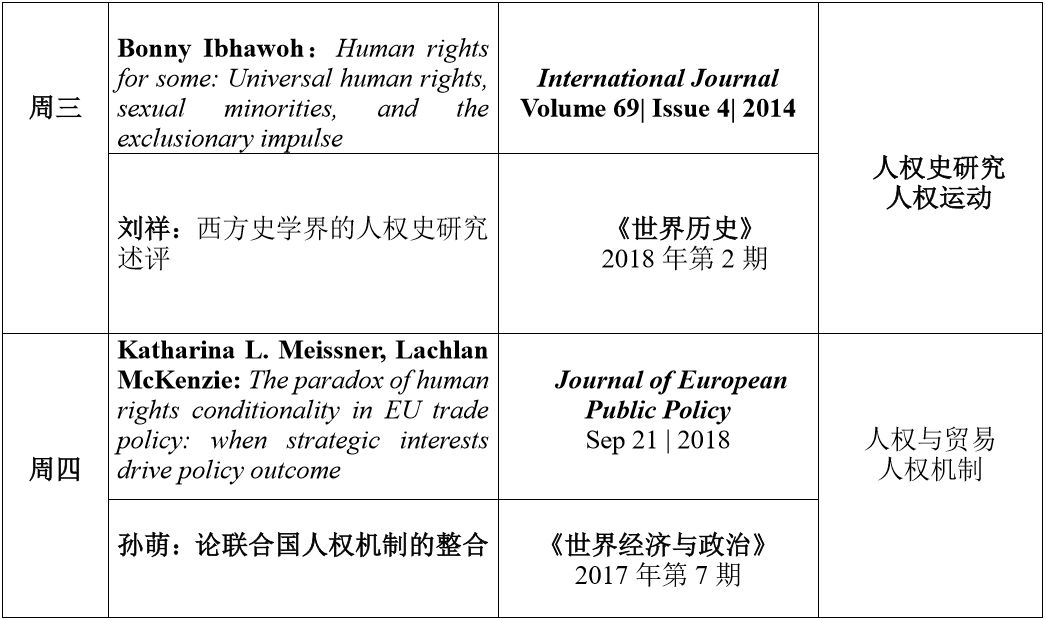 周三
Bonny Ibhawoh：Human rights
for some: Universal human rights,
sexual minorities, and the
exclusionary impulse
International Journal
Volume 69| Issue 4| 2014
人权史研究
人权运动
刘祥：西方史学界的人权史研究
述评
《世界历史》
2018 年第 2 期
周四
Katharina L. Meissner, Lachlan
McKenzie: The paradox of human
rights conditionality in EU trade
policy: when strategic interests
drive policy outcome
Journal of European
Public Policy
Sep 21 | 2018
人权与贸易
人权机制
孙萌：论联合国人权机制的整合
《世界经济与政治》
2017 年第 7 期